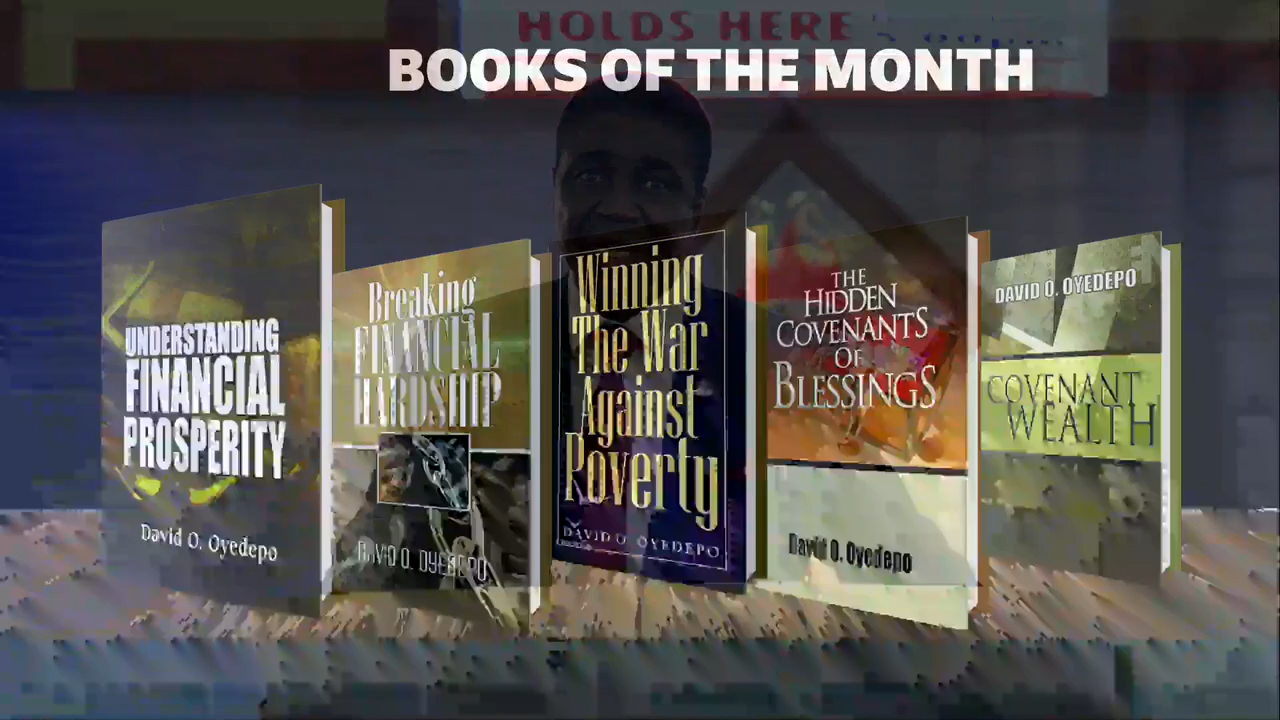 HOLDS HERE
BOOKS OF THE MONTH
UNDERSTANDING
FINANCIAL
PROSPERITY
David O. Oyedepo
Breaking
FINANCIAL
HARDSHIP
DAVID O. OYEDEPO
Winning
The War
Against
Poverty
DAVID O. OYEDEPO
THE
HIDDEN
COVENANTS
OF
BLESSINGS
David O. Oyedepo
DAVID O. OYEDEPO
COVENANT
WEALTH